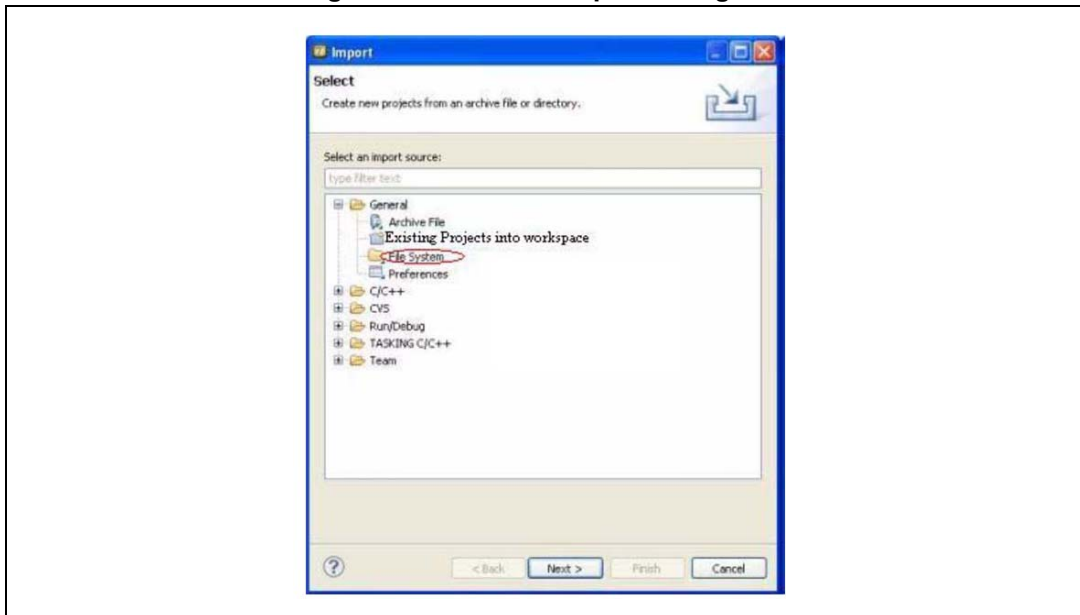 Import
Select
Create new projects from an archive file or directory.
Select an import source:
type filter text
General
Archive File
Existing Projects into workspace
File System
Preferences
C/C++
CVS
Run/Debug
TASKING C/C++
Team
?
< Back
Next >
Finish
Cancel